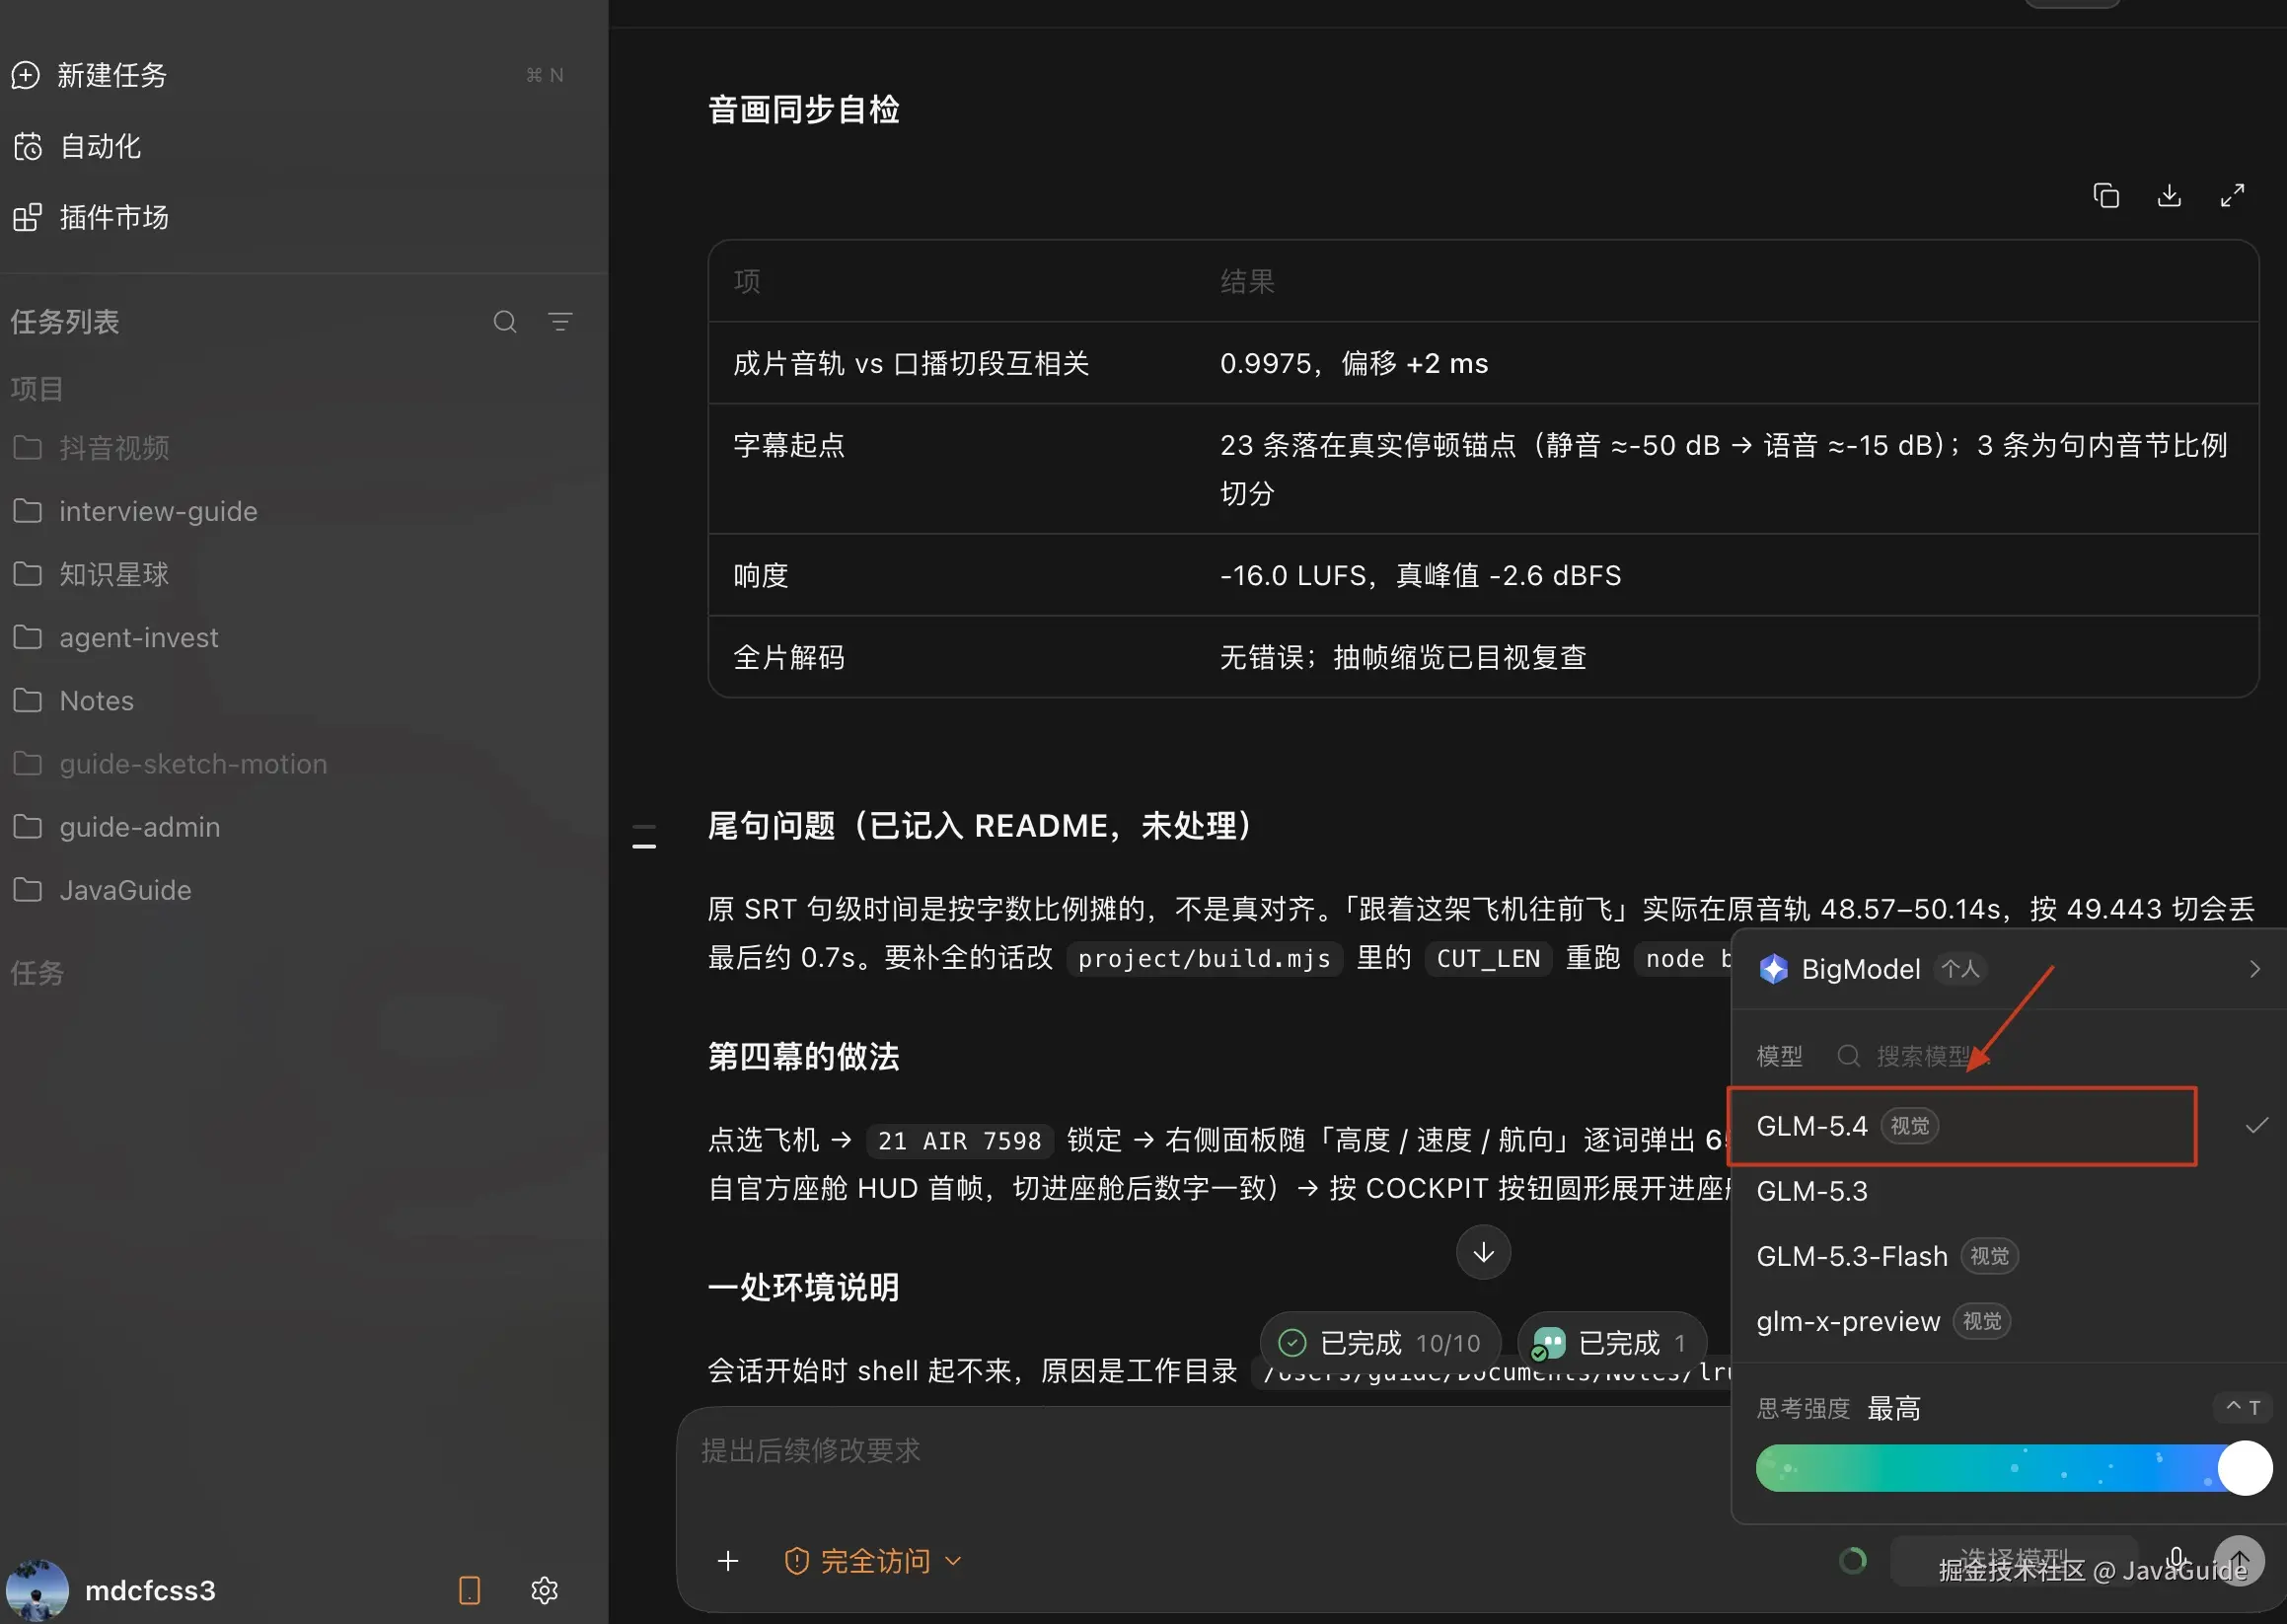 新建任务
⌘ N
自动化
插件市场
任务列表
项目
抖音视频
interview-guide
知识星球
agent-invest
Notes
guide-sketch-motion
guide-admin
JavaGuide
任务
mdcfcss3
音画同步自检
项 结果
成片音轨 vs 口播切段互相关 0.9975，偏移 +2 ms
字幕起点 23 条落在真实停顿锚点（静音 ≈-50 dB → 语音 ≈-15 dB）；3 条为句内音节比例
切分
响度 -16.0 LUFS，真峰值 -2.6 dBFS
全片解码 无错误；抽帧缩览已目视复查
尾句问题（已记入 README，未处理）
原 SRT 句级时间是按字数比例摊的，不是真对齐。「跟着这架飞机往前飞」实际在原音轨 48.57–50.14s，按 49.443 切会丢
最后约 0.7s。要补全的话改 project/build.mjs 里的 CUT_LEN 重跑 node
第四幕的做法
点选飞机 → 21 AIR 7598 锁定 → 右侧面板随「高度 / 速度 / 航向」逐词弹出
自官方座舱 HUD 首帧，切进座舱后数字一致）→ 按 COCKPIT 按钮圆形展开进座
一处环境说明
已完成 10/10
已完成 1
会话开始时 shell 起不来，原因是工作目录 /Users/guide/Documents/Notes/
提出后续修改要求
完全访问
BigModel 个人
模型 搜索模型
GLM-5.4 视觉
GLM-5.3
GLM-5.3-Flash 视觉
glm-x-preview 视觉
思考强度 最高
^ T
选择模型
掘金技术社区 @ JavaGuide